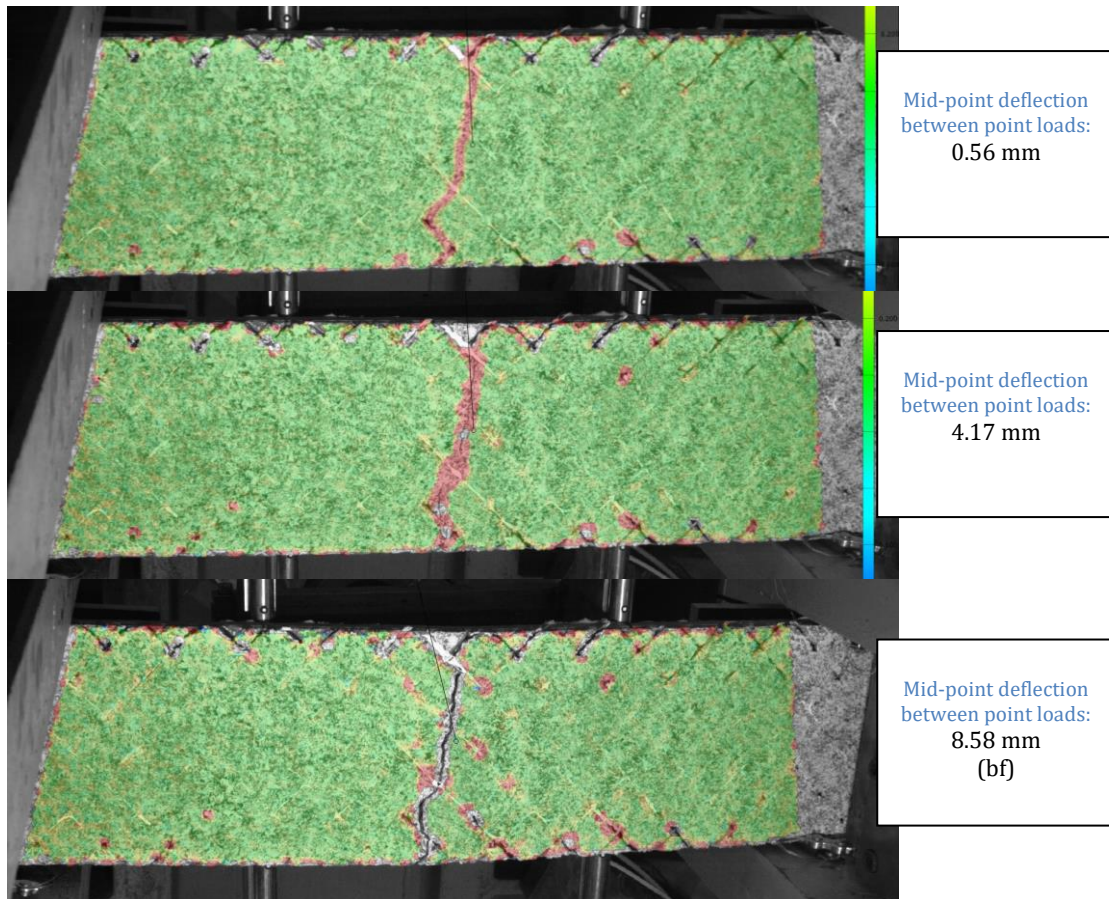 Mid-point deflection
between point loads:
0.56 mm
Mid-point deflection
between point loads:
4.17 mm
Mid-point deflection
between point loads:
8.58 mm
(bf)